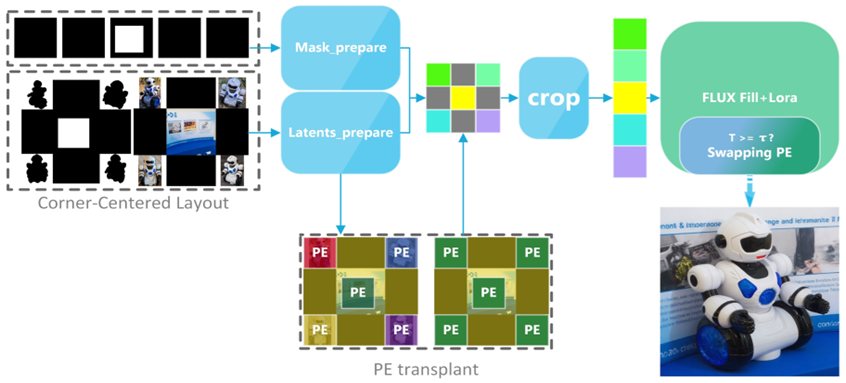 Mask_prepare
Latents_prepare
Corner-Centered Layout
crop
FLUX Fill+Lora
T >= τ?
Swapping PE
PE
PE
PE
PE
PE
PE
PE
PE
PE
PE
PE transplant